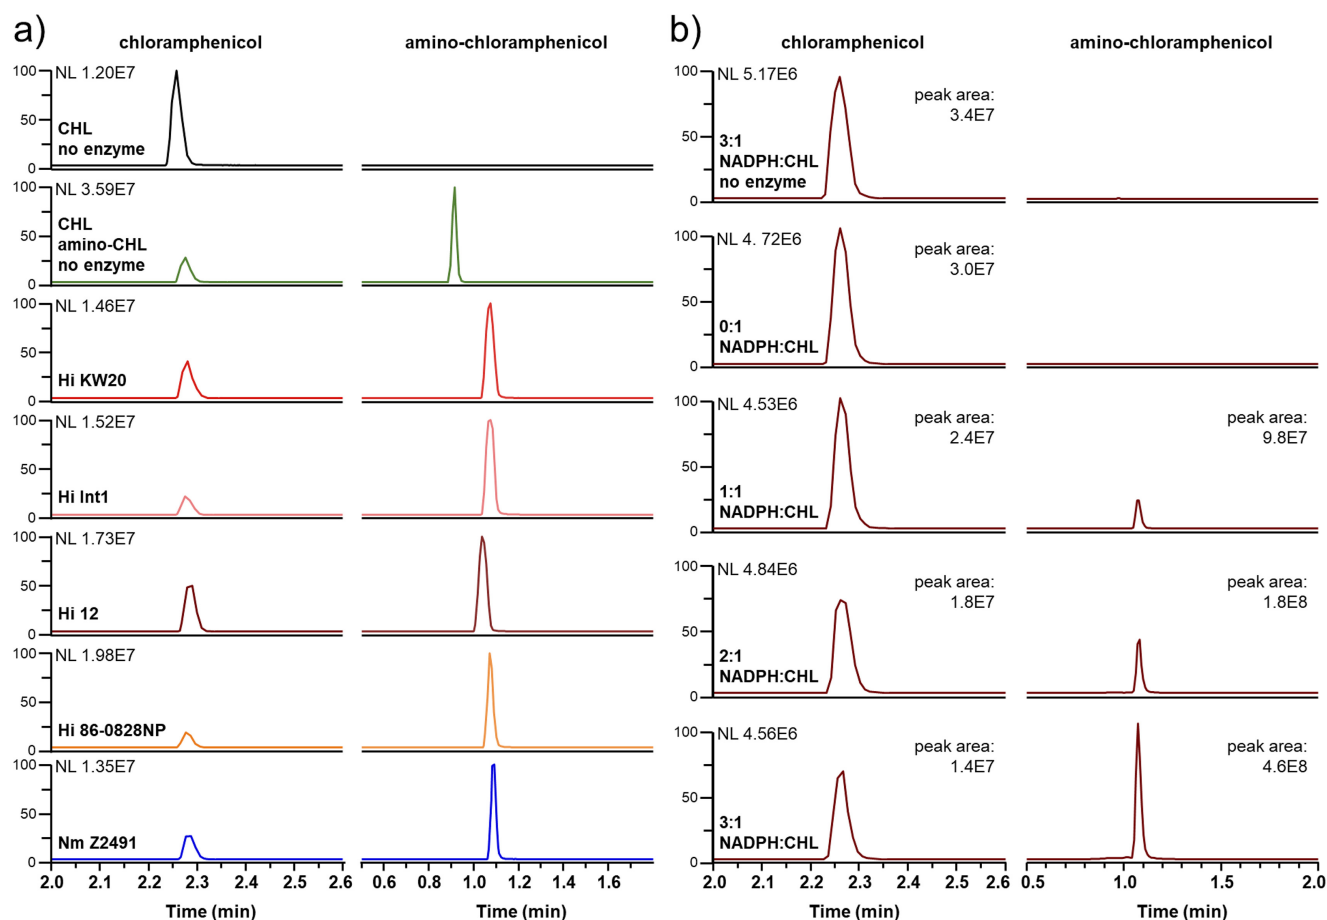 a)
chloramphenicol
amino-chloramphenicol
100
50
0
NL 1.20E7
CHL
no enzyme
100
50
0
NL 3.59E7
CHL
amino-CHL
no enzyme
100
50
0
NL 1.46E7
Hi KW20
100
50
0
NL 1.52E7
Hi Int1
100
50
0
NL 1.73E7
Hi 12
100
50
0
NL 1.98E7
Hi 86-0828NP
100
50
0
NL 1.35E7
Nm Z2491
2.0 2.1 2.2 2.3 2.4 2.5 2.6
0.6 0.8 1.0 1.2 1.4 1.6
Time (min)
Time (min)
b)
chloramphenicol
amino-chloramphenicol
100
50
0
NL 5.17E6
peak area:
3.4E7
3:1
NADPH:CHL
no enzyme
100
50
0
NL 4. 72E6
peak area:
3.0E7
0:1
NADPH:CHL
100
50
0
NL 4.53E6
peak area:
2.4E7
peak area:
9.8E7
1:1
NADPH:CHL
100
50
0
NL 4.84E6
peak area:
1.8E7
peak area:
1.8E8
2:1
NADPH:CHL
100
50
0
NL 4.56E6
peak area:
1.4E7
peak area:
4.6E8
3:1
NADPH:CHL
2.0 2.1 2.2 2.3 2.4 2.5 2.6
0.5 1.0 1.5 2.0
Time (min)
Time (min)